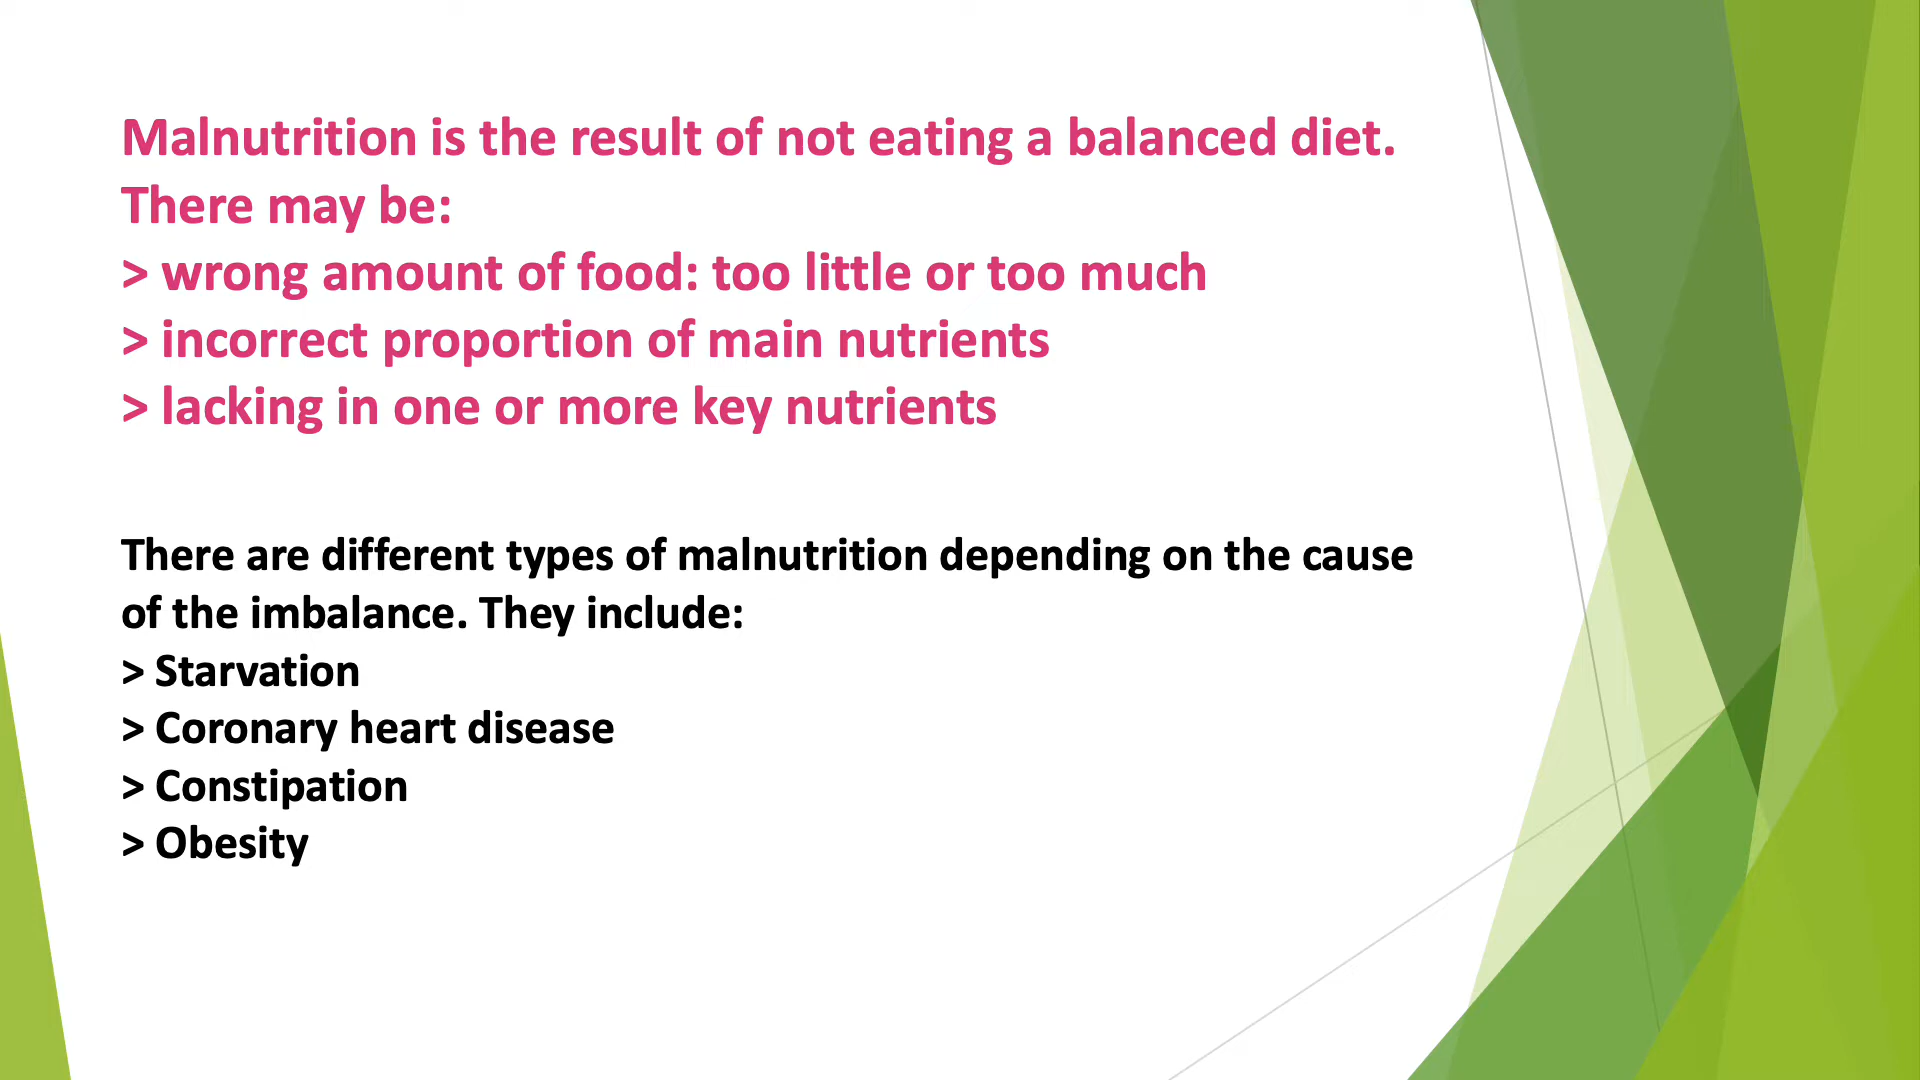 Malnutrition is the result of not eating a balanced diet.
There may be:
> wrong amount of food: too little or too much
> incorrect proportion of main nutrients
> lacking in one or more key nutrients
There are different types of malnutrition depending on the cause
of the imbalance. They include:
> Starvation
> Coronary heart disease
> Constipation
> Obesity